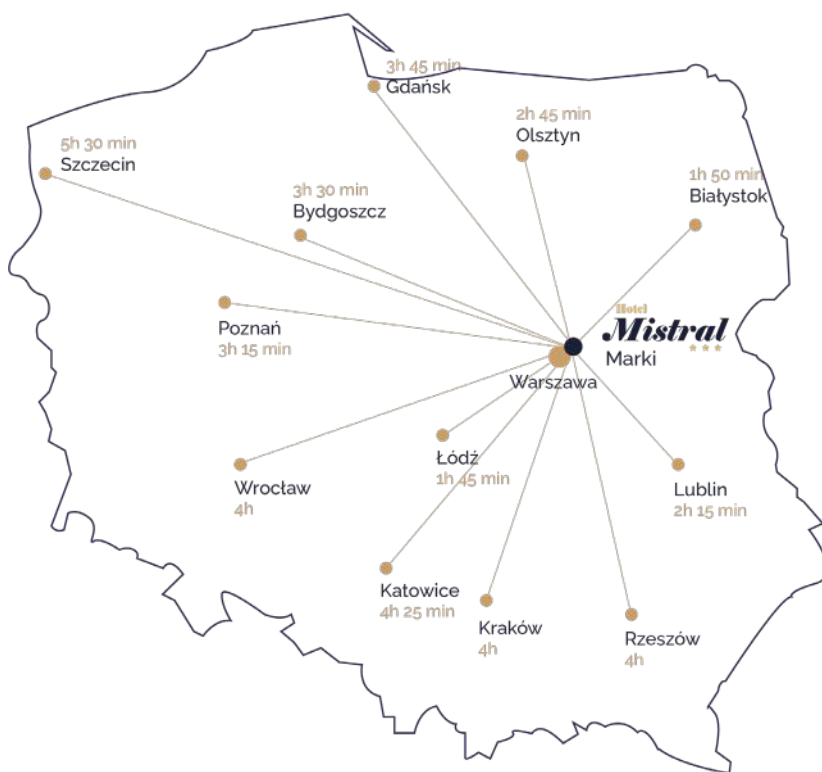 3h 45 min
Gdańsk
2h 45 min
Olsztyn
5h 30 min
Szczecin
1h 50 min
Białystok
3h 30 min
Bydgoszcz
Hotel
Mistral
***
Marki
Poznań
3h 15 min
Warszawa
Łódź
1h 45 min
Wrocław
4h
Lublin
2h 15 min
Katowice
4h 25 min
Kraków
4h
Rzeszów
4h